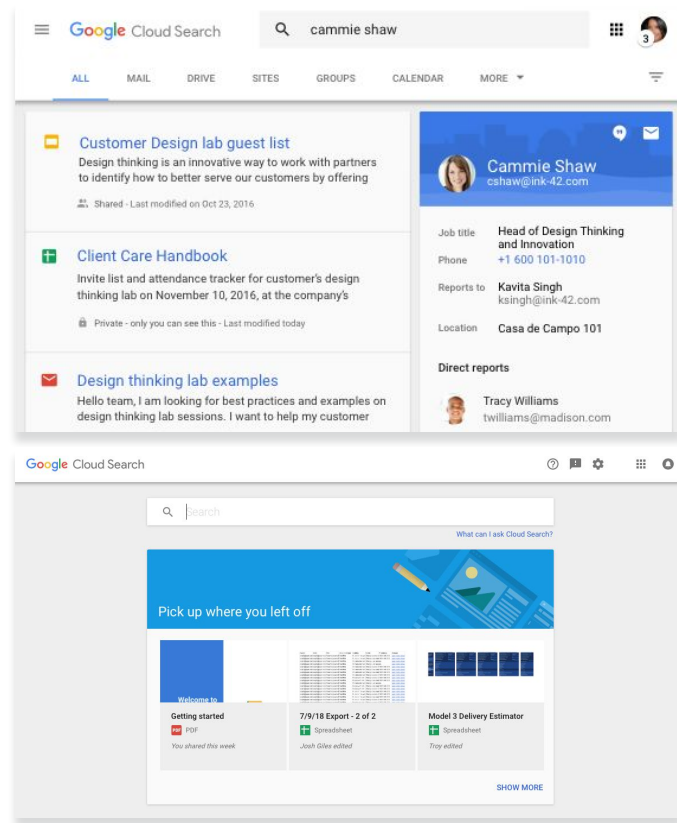 Google Cloud Search
cammie shaw
3
ALL MAIL DRIVE SITES GROUPS CALENDAR MORE
Customer Design lab guest list
Design thinking is an innovative way to work with partners
to identify how to better serve our customers by offering
Shared - Last modified on Oct 23, 2016
Client Care Handbook
Invite list and attendance tracker for customer's design
thinking lab on November 10, 2016, at the company's
Private - only you can see this - Last modified today
Design thinking lab examples
Hello team, I am looking for best practices and examples on
design thinking lab sessions. I want to help my customer
Cammie Shaw
cshaw@ink-42.com
Job title Head of Design Thinking
and Innovation
Phone +1 600 101-1010
Reports to Kavita Singh
ksingh@ink-42.com
Location Casa de Campo 101
Direct reports
Tracy Williams
twilliams@madison.com
Google Cloud Search
Search
What can I ask Cloud Search?
Pick up where you left off
Welcome to
Getting started
PDF PDF
You shared this week
7/9/18 Export - 2 of 2
Spreadsheet
Josh Giles edited
Model 3 Delivery Estimator
Spreadsheet
Troy edited
SHOW MORE